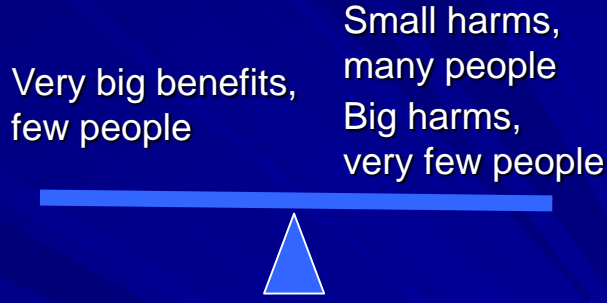 Very big benefits,
few people
Small harms,
many people
Big harms,
very few people